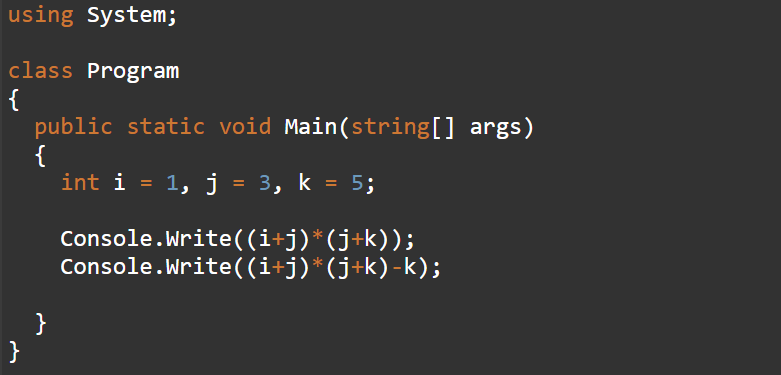 using System;
class Program
{
public static void Main(string[] args)
{
int i = 1, j = 3, k = 5;
Console.Write((i+j)*(j+k));
Console.Write((i+j)*(j+k)-k);
}
}